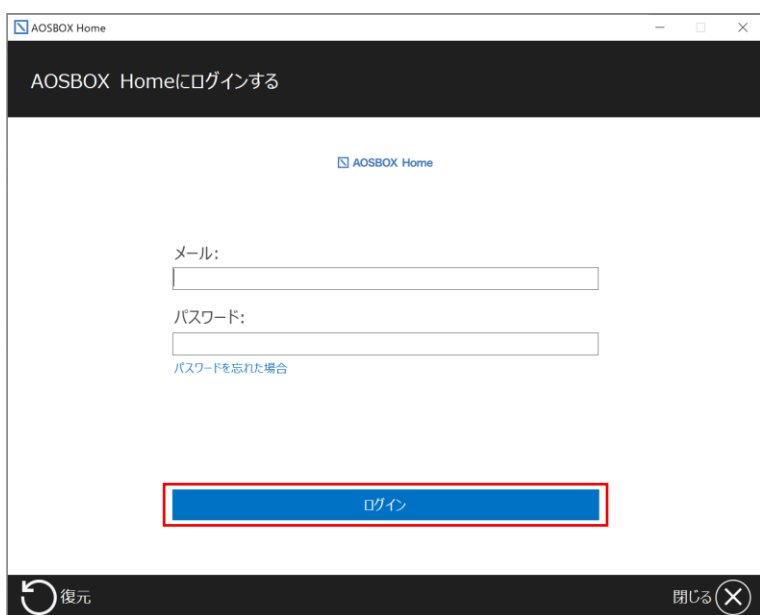 AOSBOX Home
AOSBOX Homeにログインする
AOSBOX Home
メール:
パスワード:
パスワードを忘れた場合
ログイン
復元
閉じる